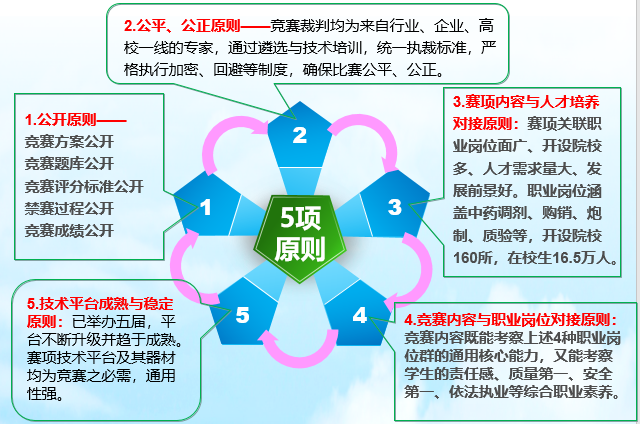 2.公平、公正原则——竞赛裁判均为来自行业、企业、高
校一线的专家，通过遴选与技术培训，统一执裁标准，严
格执行加密、回避等制度，确保比赛公平、公正。
1.公开原则——
竞赛方案公开
竞赛题库公开
竞赛评分标准公开
禁赛过程公开
竞赛成绩公开
3.赛项内容与人才培养
对接原则：赛项关联职
业岗位面广、开设院校
多、人才需求量大、发
展前景好。职业岗位涵
盖中药调剂、购销、炮
制、质验等，开设院校
160所，在校生16.5万人。
1
2
3
4
5
5项
原则
5.技术平台成熟与稳定
原则：已举办五届，平
台不断升级并趋于成熟。
赛项技术平台及其器材
均为竞赛之必需，通用
性强。
4.竞赛内容与职业岗位对接原则：
竞赛内容既能考察上述4种职业岗
位群的通用核心能力，又能考察
学生的责任感、质量第一、安全
第一、依法执业等综合职业素养。